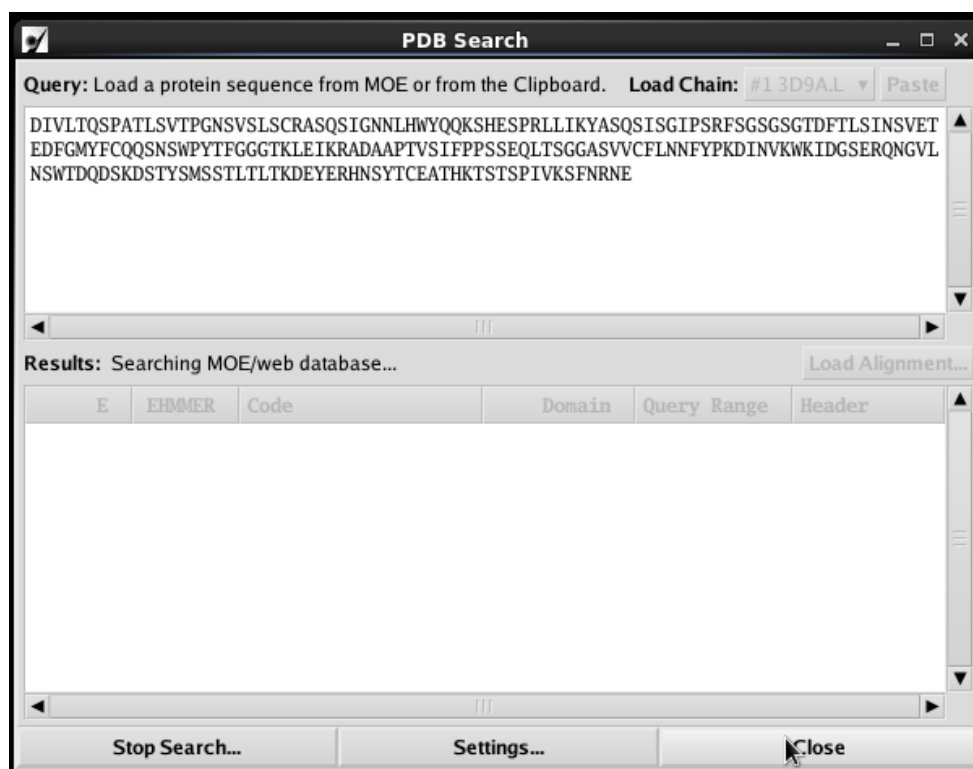 PDB Search
Query: Load a protein sequence from MOE or from the Clipboard. Load Chain: #1 3D9A.L Paste
DIVLTQSPATLSVTPGNSVSLSCRASQSIGNNLHWYQQKSHESPRLLIKYASQSISGIPSRFSGSGSGTDFTLSINSVET
EDFGMYFCQQSNSWPYTFGGGTKLEIKRADAAPTVSIFPPSSEQLTSGGASVVCFLNNFYPKDINVKWKIDGSERQNGVL
NSWTDQDSKDSTYSMSSTLTLTKDEYERHNSYTCEATHKTSTSPIVKSFNRNE
Results: Searching MOE/web database... Load Alignment...
E EHMMER Code Domain Query Range Header
Stop Search... Settings... Close